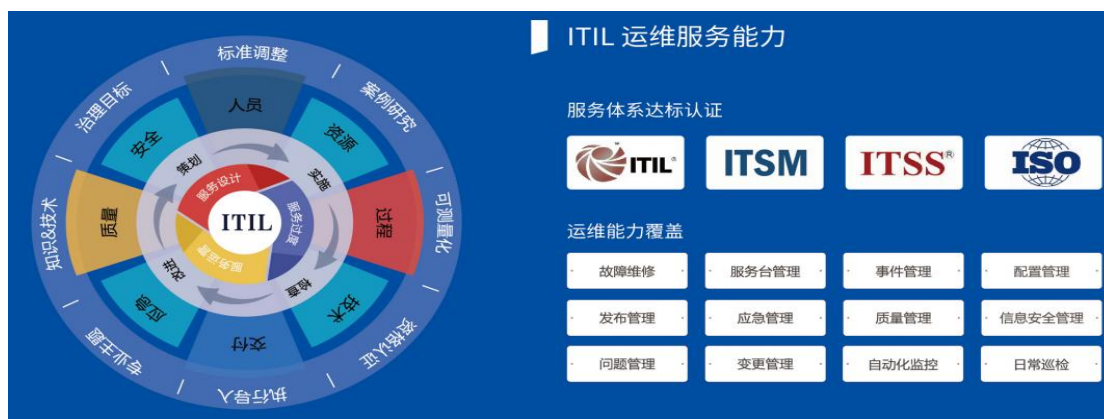 标准调整
案例研究
可测量化
资格认证
执行导入
专业主题
知识&技术
治理目标
人员
资源
过程
技术
交付
应急
质量
安全
策划
实施
检查
改进
服务设计
服务过度
服务运营
ITIL
ITIL 运维服务能力
服务体系达标认证
ITIL®
ITSM
ITSS®
ISO
运维能力覆盖
故障维修
服务台管理
事件管理
配置管理
发布管理
应急管理
质量管理
信息安全管理
问题管理
变更管理
自动化监控
日常巡检